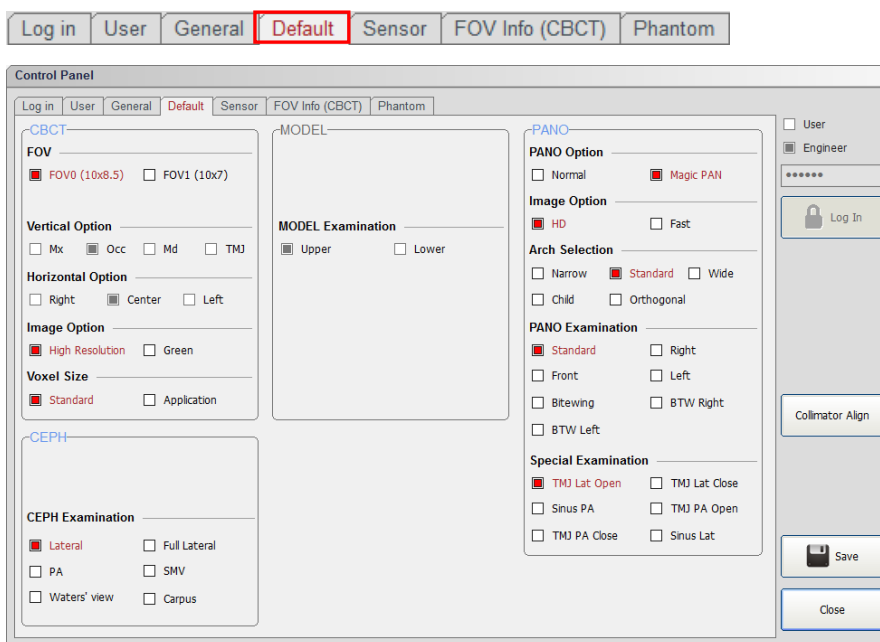 Log in User General Default Sensor FOV Info (CBCT) Phantom
Control Panel
Log in User General Default Sensor FOV Info (CBCT) Phantom
CBCT
FOV
FOV0 (10x8.5) FOV1 (10x7)
Vertical Option
Mx Occ Md TMJ
Horizontal Option
Right Center Left
Image Option
High Resolution Green
Voxel Size
Standard Application
CEPH
CEPH Examination
Lateral Full Lateral
PA SMV
Waters' view Carpus
MODEL
MODEL Examination
Upper Lower
PANO
PANO Option
Normal Magic PAN
Image Option
HD Fast
Arch Selection
Narrow Standard Wide
Child Orthogonal
PANO Examination
Standard Right
Front Left
Bitewing BTW Right
BTW Left
Special Examination
TMJ Lat Open TMJ Lat Close
Sinus PA TMJ PA Open
TMJ PA Close Sinus Lat
User
Engineer
••••••
Log In
Collimator Align
Save
Close